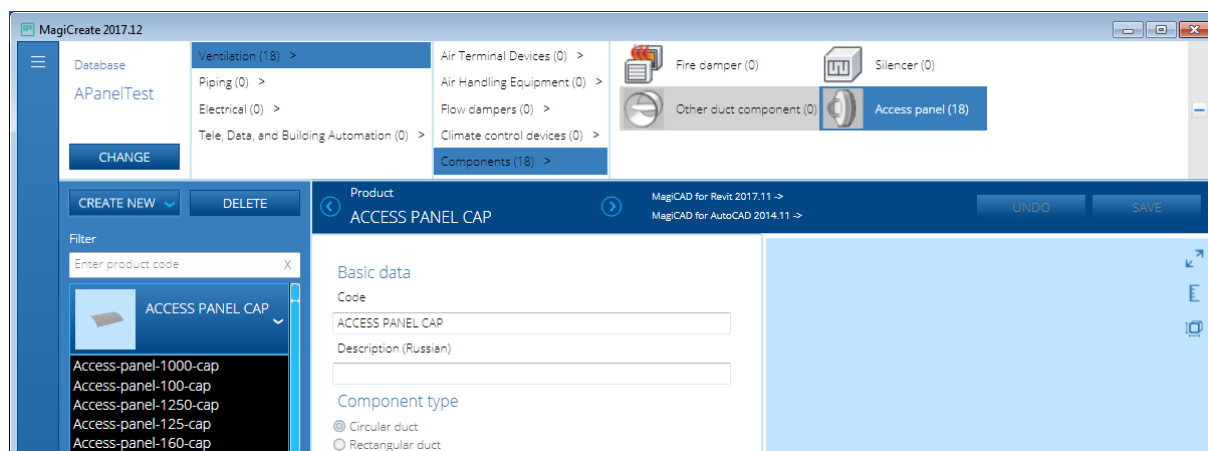 MagiCreate 2017.12
Database
APanelTest
CHANGE
Ventilation (18) >
Piping (0) >
Electrical (0) >
Tele, Data, and Building Automation (0) >
Air Terminal Devices (0) >
Air Handling Equipment (0) >
Flow dampers (0) >
Climate control devices (0) >
Components (18) >
Fire damper (0)
Silencer (0)
Other duct component (0)
Access panel (18)
CREATE NEW
DELETE
Filter
Enter product code X
ACCESS PANEL CAP
Access-panel-1000-cap
Access-panel-100-cap
Access-panel-1250-cap
Access-panel-125-cap
Access-panel-160-cap
Product
ACCESS PANEL CAP
MagiCAD for Revit 2017.11 ->
MagiCAD for AutoCAD 2014.11 ->
UNDO
SAVE
Basic data
Code
ACCESS PANEL CAP
Description (Russian)
Component type
Circular duct
Rectangular duct